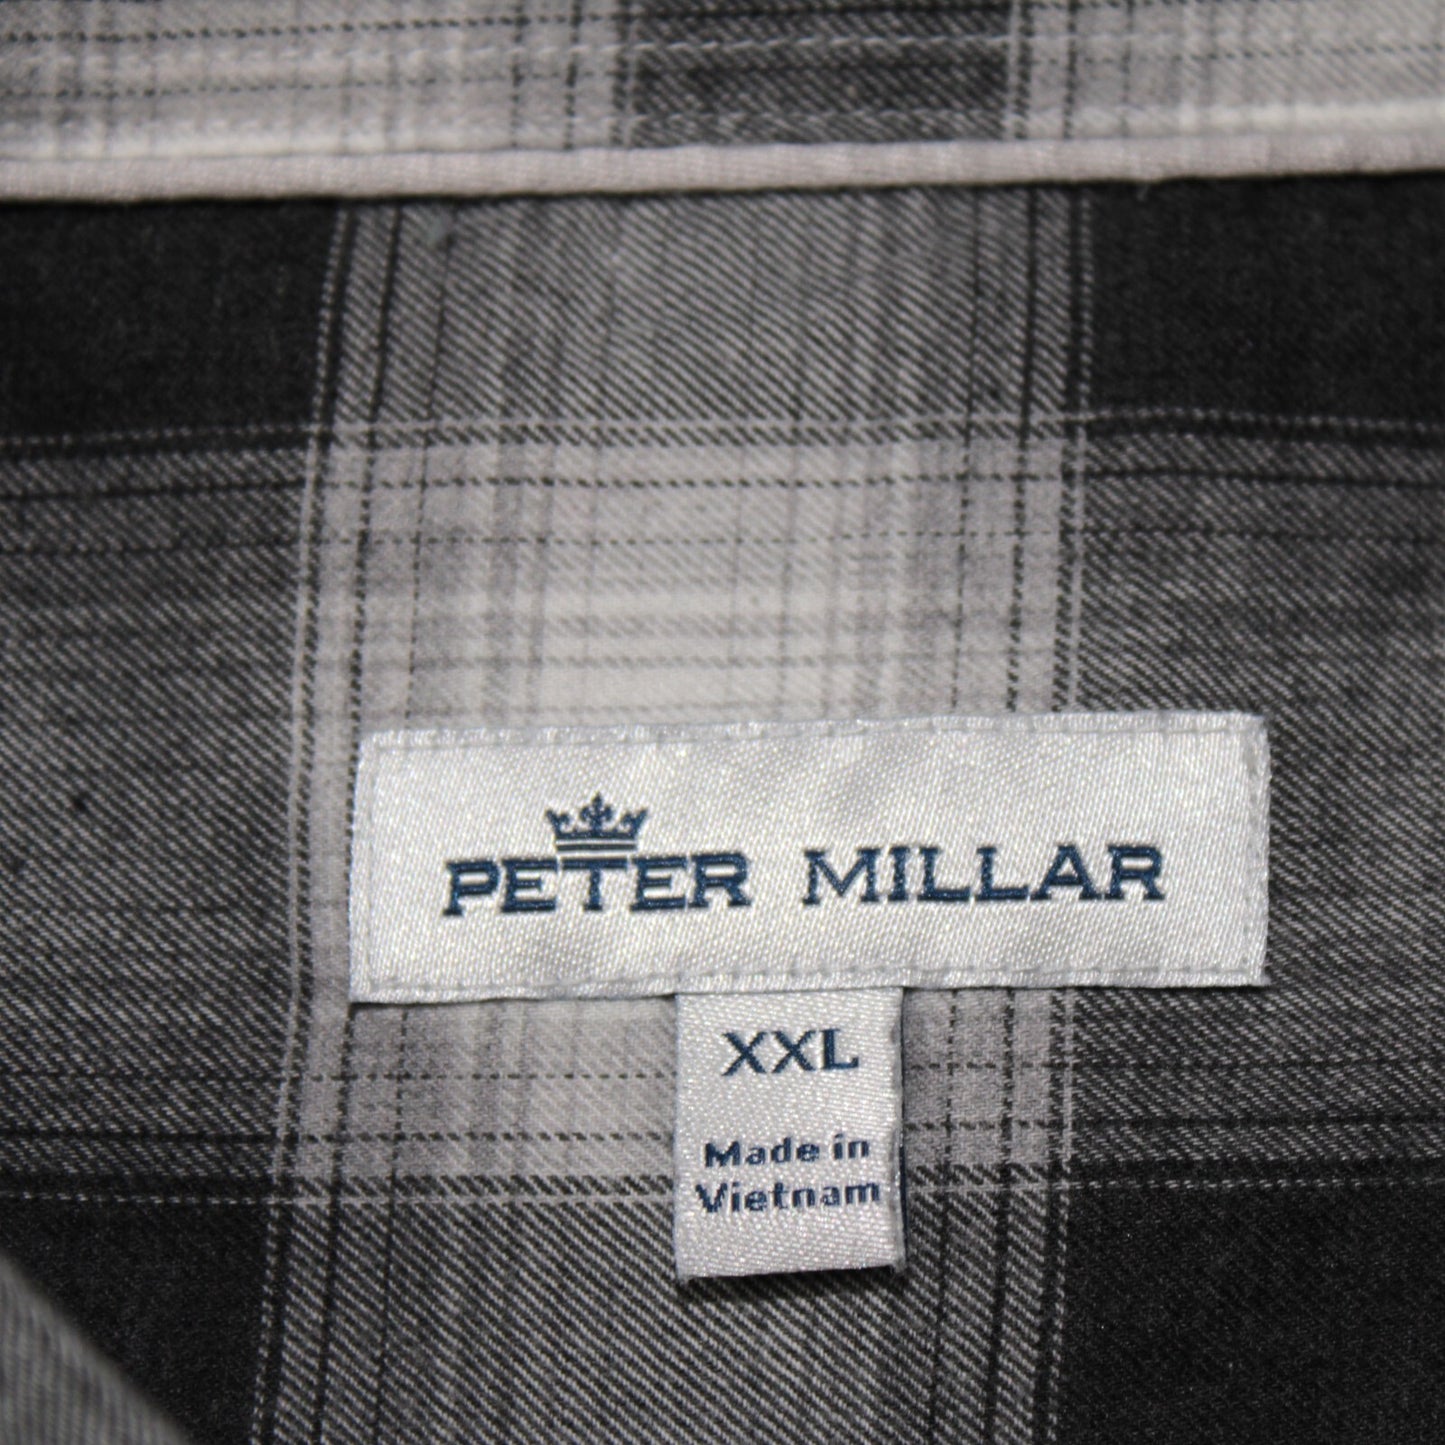 PETER MILLAR
XXL
Made in
Vietnam